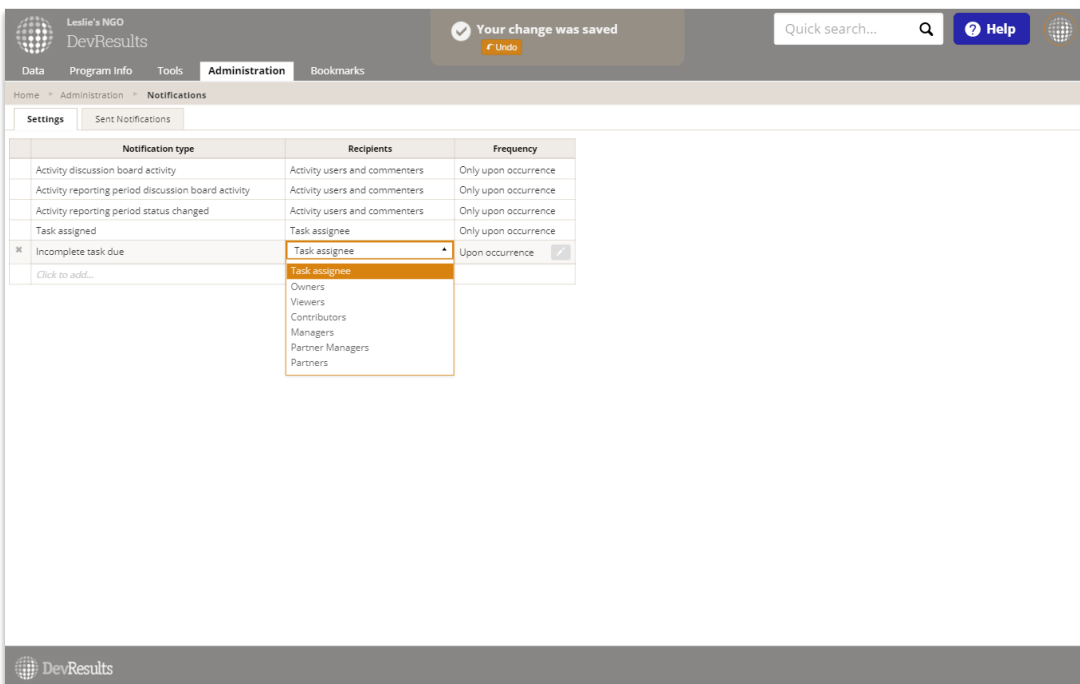 Leslie's NGO
DevResults
Your change was saved
Undo
Quick search...
Help
Data Program Info Tools Administration Bookmarks
Home Administration Notifications
Settings Sent Notifications
Notification type Recipients Frequency
Activity discussion board activity Activity users and commenters Only upon occurrence
Activity reporting period discussion board activity Activity users and commenters Only upon occurrence
Activity reporting period status changed Activity users and commenters Only upon occurrence
Task assigned Task assignee Only upon occurrence
Incomplete task due Task assignee Upon occurrence
Click to add...
Task assignee
Owners
Viewers
Contributors
Managers
Partner Managers
Partners
DevResults